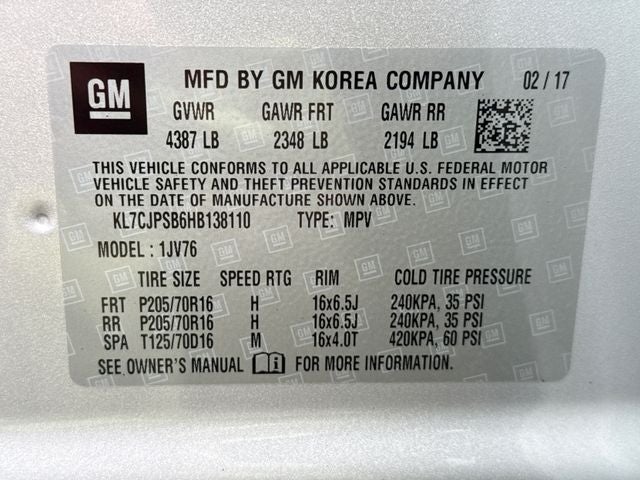 GM MFD BY GM KOREA COMPANY 02 / 17
GVWR GAWR FRT GAWR RR
4387 LB 2348 LB 2194 LB
THIS VEHICLE CONFORMS TO ALL APPLICABLE U.S. FEDERAL MOTOR
VEHICLE SAFETY AND THEFT PREVENTION STANDARDS IN EFFECT
ON THE DATE OF MANUFACTURE SHOWN ABOVE.
KL7CJPSB6HB138110 TYPE: MPV
MODEL : 1JV76
TIRE SIZE SPEED RTG RIM COLD TIRE PRESSURE
FRT P205/70R16 H 16x6.5J 240KPA, 35 PSI
RR P205/70R16 H 16x6.5J 240KPA, 35 PSI
SPA T125/70D16 M 16x4.0T 420KPA, 60 PSI
SEE OWNER'S MANUAL FOR MORE INFORMATION.